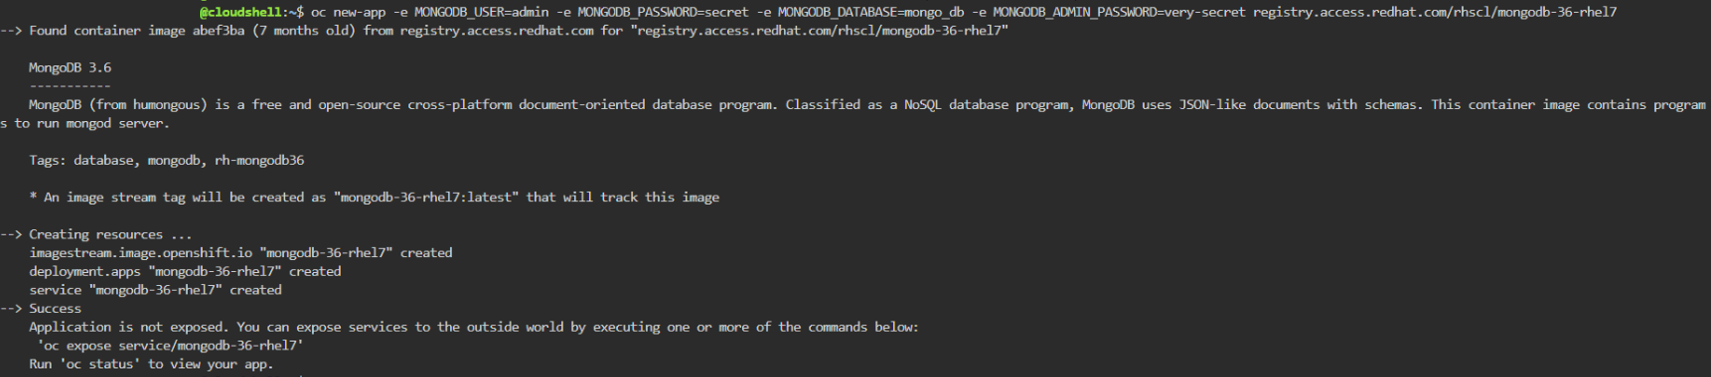 @cloudshell:~$ oc new-app -e MONGODB_USER=admin -e MONGODB_PASSWORD=secret -e MONGODB_DATABASE=mongo_db -e MONGODB_ADMIN_PASSWORD=very-secret registry.access.redhat.com/rhscl/mongodb-36-rhel7
--> Found container image abef3ba (7 months old) from registry.access.redhat.com for "registry.access.redhat.com/rhscl/mongodb-36-rhel7"
MongoDB 3.6
-----------
MongoDB (from humongous) is a free and open-source cross-platform document-oriented database program. Classified as a NoSQL database program, MongoDB uses JSON-like documents with schemas. This container image contains program
s to run mongod server.
Tags: database, mongodb, rh-mongodb36
* An image stream tag will be created as "mongodb-36-rhel7:latest" that will track this image
--> Creating resources ...
imagestream.image.openshift.io "mongodb-36-rhel7" created
deployment.apps "mongodb-36-rhel7" created
service "mongodb-36-rhel7" created
--> Success
Application is not exposed. You can expose services to the outside world by executing one or more of the commands below:
'oc expose service/mongodb-36-rhel7'
Run 'oc status' to view your app.